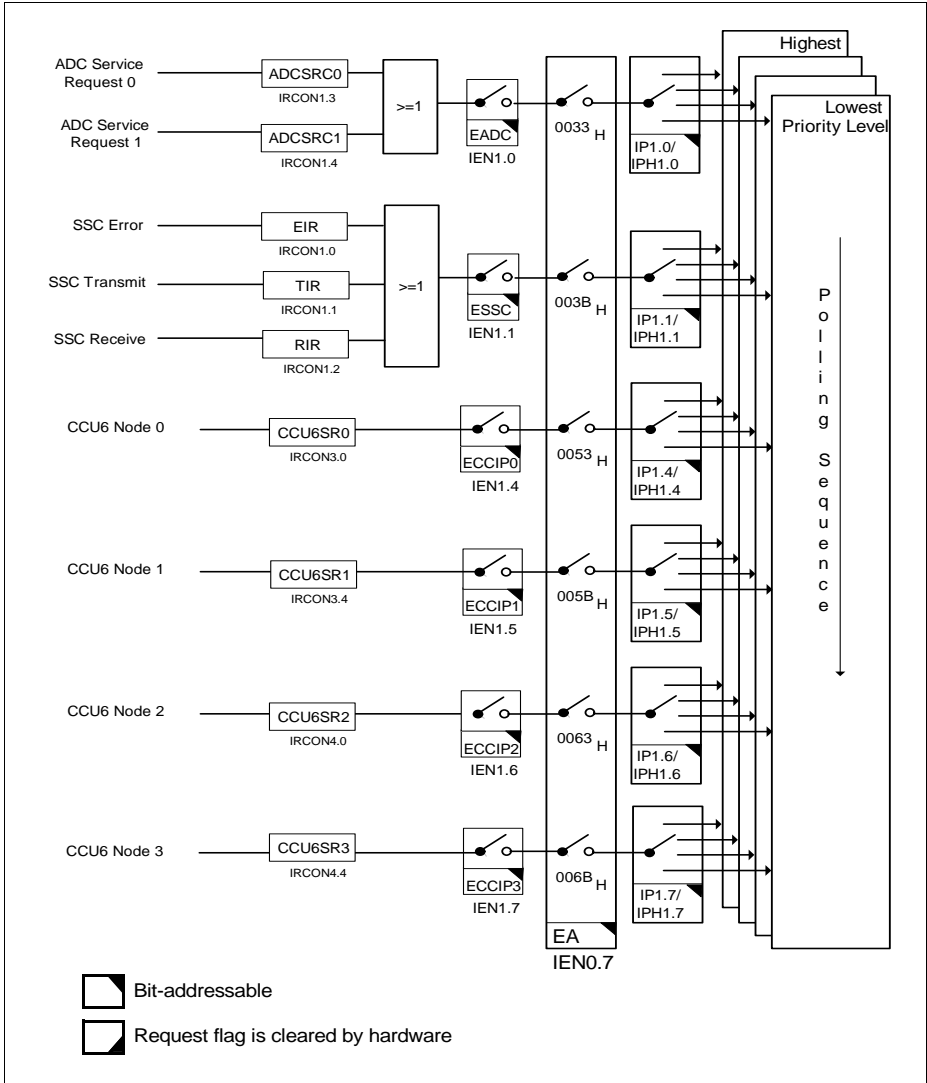 Highest
Lowest
Priority Level
ADC Service
Request 0
ADCSRC0
IRCON1.3
ADC Service
Request 1
ADCSRC1
IRCON1.4
>=1
EADC
IEN1.0
0033 H
IP1.0/
IPH1.0
SSC Error
EIR
IRCON1.0
SSC Transmit
TIR
IRCON1.1
SSC Receive
RIR
IRCON1.2
>=1
ESSC
IEN1.1
003B H
IP1.1/
IPH1.1
CCU6 Node 0
CCU6SR0
IRCON3.0
ECCIP0
IEN1.4
0053 H
IP1.4/
IPH1.4
CCU6 Node 1
CCU6SR1
IRCON3.4
ECCIP1
IEN1.5
005B H
IP1.5/
IPH1.5
CCU6 Node 2
CCU6SR2
IRCON4.0
ECCIP2
IEN1.6
0063 H
IP1.6/
IPH1.6
CCU6 Node 3
CCU6SR3
IRCON4.4
ECCIP3
IEN1.7
006B H
IP1.7/
IPH1.7
EA
IEN0.7
Polling Sequence
Bit-addressable
Request flag is cleared by hardware